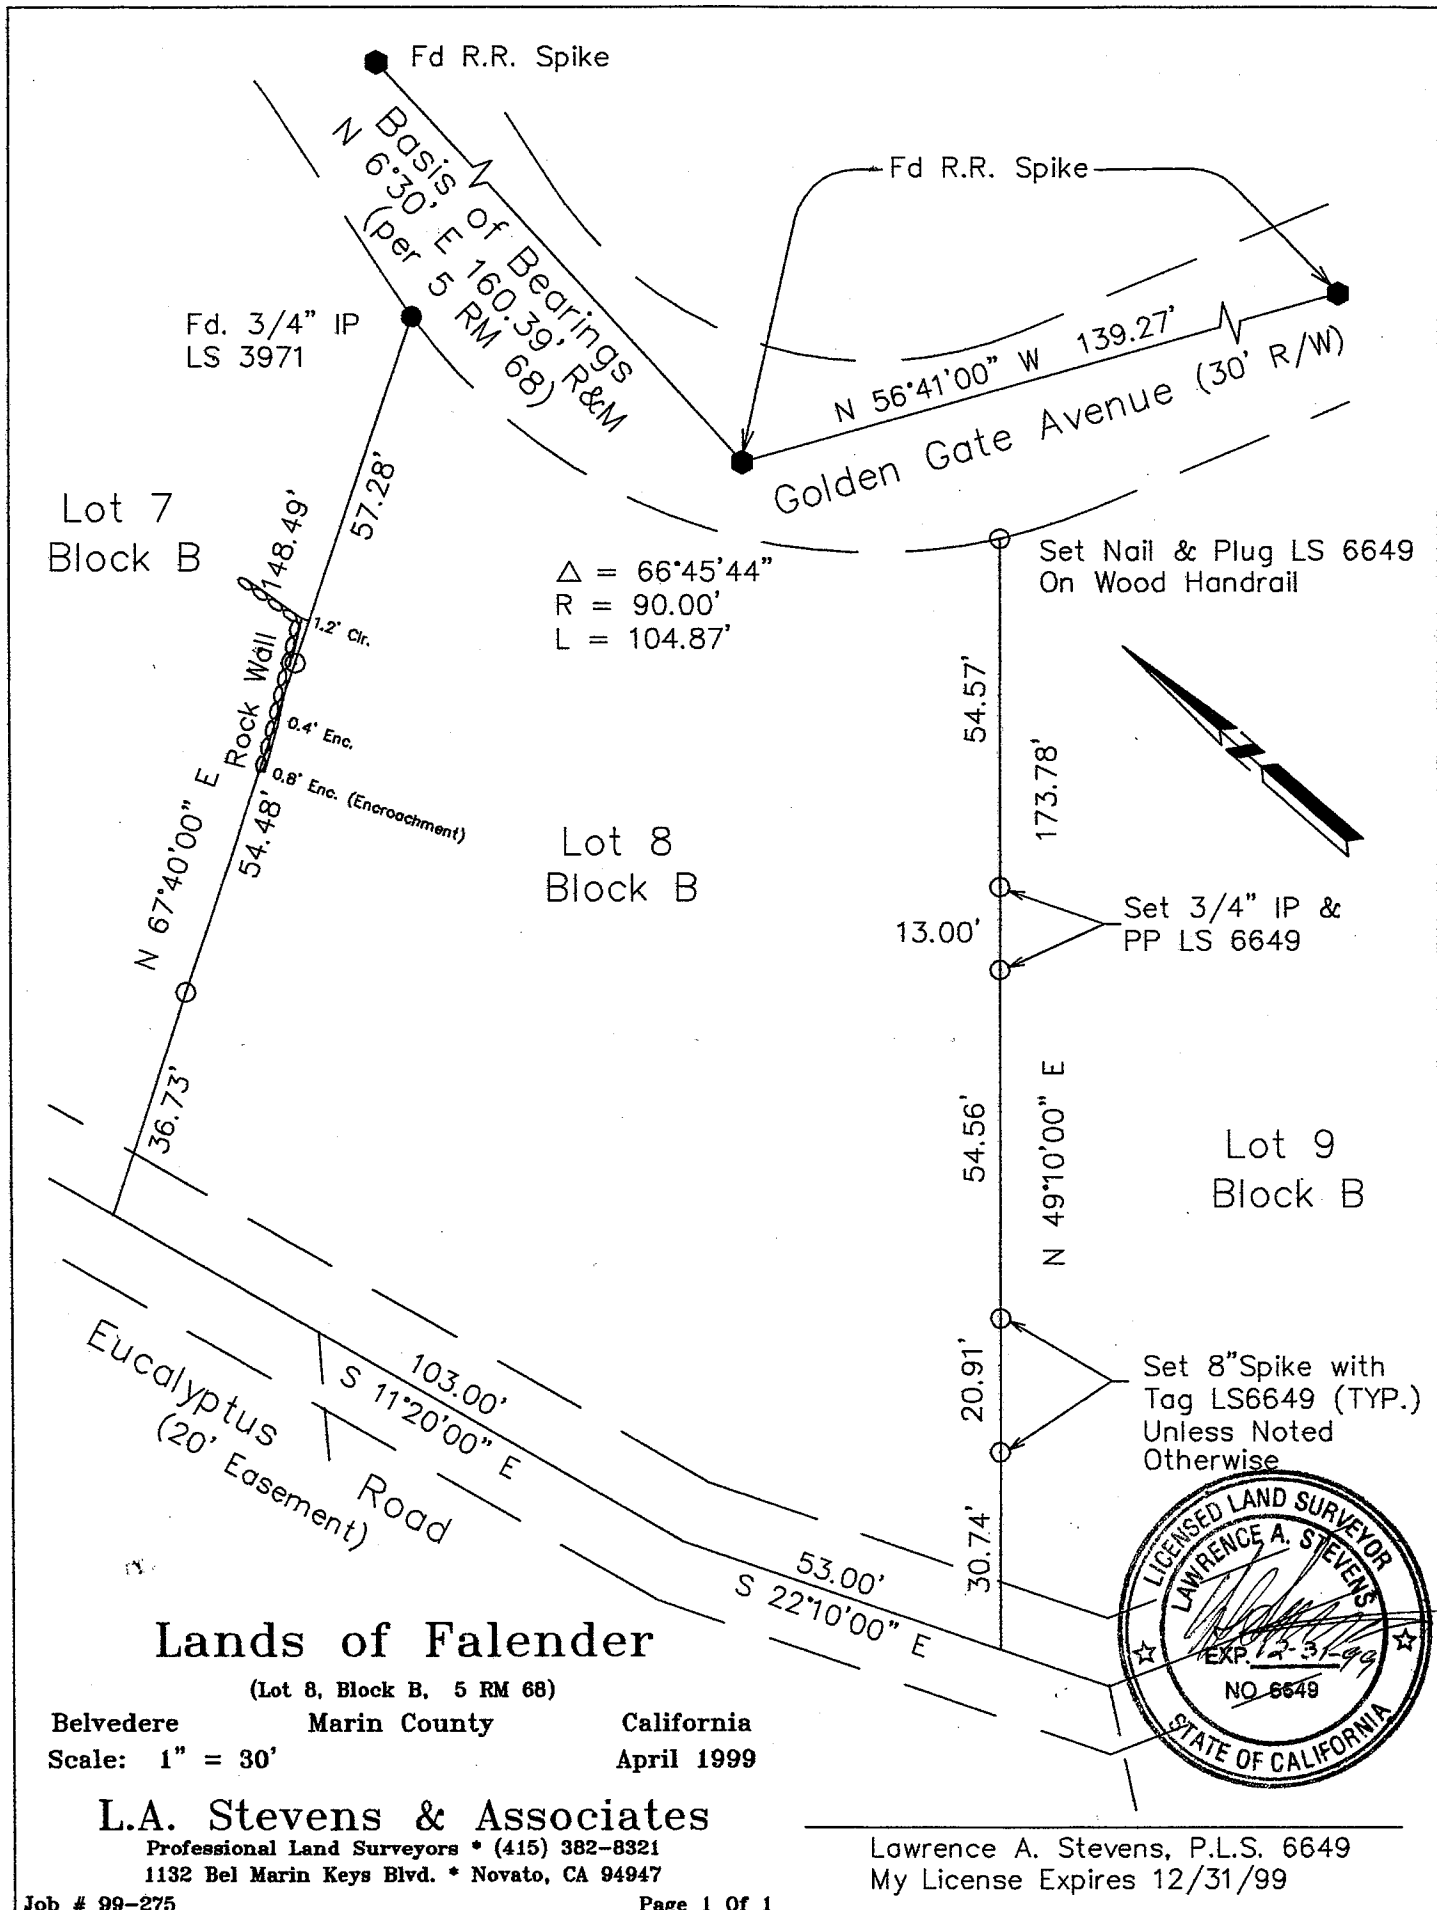 Fd R.R. Spike
Fd R.R. Spike
Basis of Bearings
N 6°30' E 160.39' R&M
(per 5 RM 68)
N 56°41'00" W 139.27'
Golden Gate Avenue (30' R/W)
Fd. 3/4" IP
LS 3971
57.28'
Lot 7
Block B
148.49'
1.2' Clr.
Rock Wall
0.4' Enc.
0.8' Enc. (Encroachment)
N 67°40'00" E
54.48'
36.73'
Δ = 66°45'44"
R = 90.00'
L = 104.87'
Set Nail & Plug LS 6649
On Wood Handrail
54.57'
173.78'
Lot 8
Block B
13.00'
Set 3/4" IP &
PP LS 6649
54.56'
N 49°10'00" E
Lot 9
Block B
20.91'
Set 8"Spike with
Tag LS6649 (TYP.)
Unless Noted
Otherwise
30.74'
103.00'
S 11°20'00" E
Eucalyptus Road
(20' Easement)
53.00'
S 22°10'00" E
LICENSED LAND SURVEYOR
LAWRENCE A. STEVENS
EXP. 12-31-99
NO 6649
STATE OF CALIFORNIA
Lands of Falender
(Lot 8, Block B, 5 RM 68)
Belvedere Marin County California
Scale: 1" = 30' April 1999
L.A. Stevens & Associates
Professional Land Surveyors * (415) 382-8321
1132 Bel Marin Keys Blvd. * Novato, CA 94947
Job # 99-275 Page 1 Of 1
Lawrence A. Stevens, P.L.S. 6649
My License Expires 12/31/99